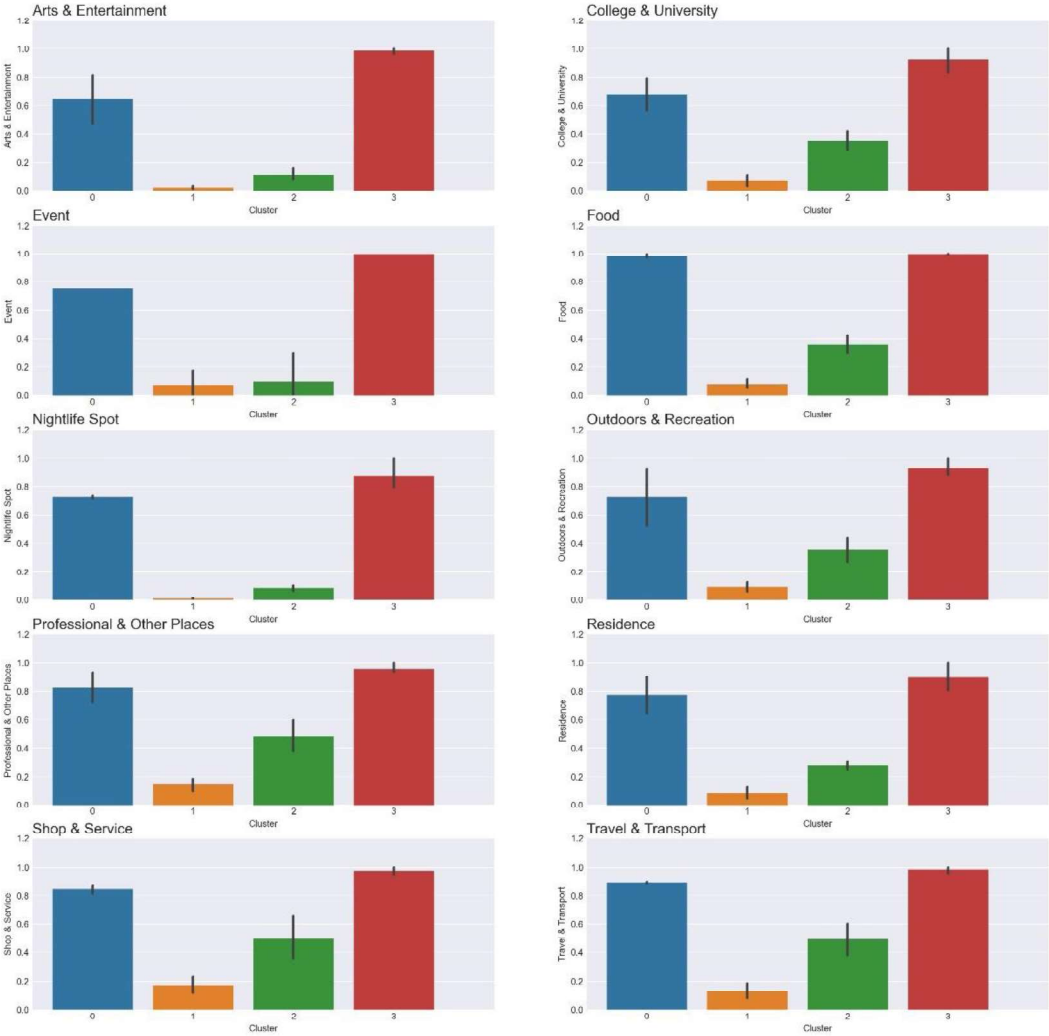 Arts & Entertainment
1.2
1.0
0.8
0.6
0.4
0.2
0.0
Arts & Entertainment
0 1 2 3
Cluster
College & University
1.2
1.0
0.8
0.6
0.4
0.2
0.0
College & University
0 1 2 3
Cluster
Event
1.2
1.0
0.8
0.6
0.4
0.2
0.0
Event
0 1 2 3
Cluster
Food
1.2
1.0
0.8
0.6
0.4
0.2
0.0
Food
0 1 2 3
Cluster
Nightlife Spot
1.2
1.0
0.8
0.6
0.4
0.2
0.0
Nightlife Spot
0 1 2 3
Cluster
Outdoors & Recreation
1.2
1.0
0.8
0.6
0.4
0.2
0.0
Outdoors & Recreation
0 1 2 3
Cluster
Professional & Other Places
1.2
1.0
0.8
0.6
0.4
0.2
0.0
Professional & Other Places
0 1 2 3
Cluster
Residence
1.2
1.0
0.8
0.6
0.4
0.2
0.0
Residence
0 1 2 3
Cluster
Shop & Service
1.2
1.0
0.8
0.6
0.4
0.2
0.0
Shop & Service
0 1 2 3
Cluster
Travel & Transport
1.2
1.0
0.8
0.6
0.4
0.2
0.0
Travel & Transport
0 1 2 3
Cluster